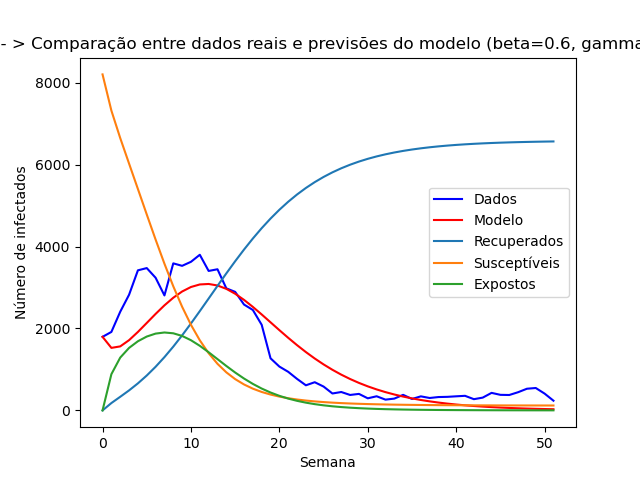 - > Comparação entre dados reais e previsões do modelo (beta=0.6, gamma
Número de infectados
8000
6000
4000
2000
0
Dados
Modelo
Recuperados
Susceptíveis
Expostos
0 10 20 30 40 50
Semana